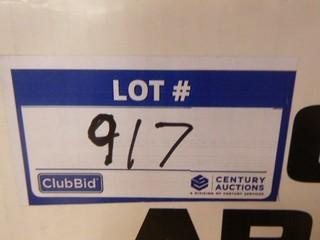 LOT #
917
ClubBid
CENTURY
AUCTIONS
A DIVISION OF CENTURY SERVICES